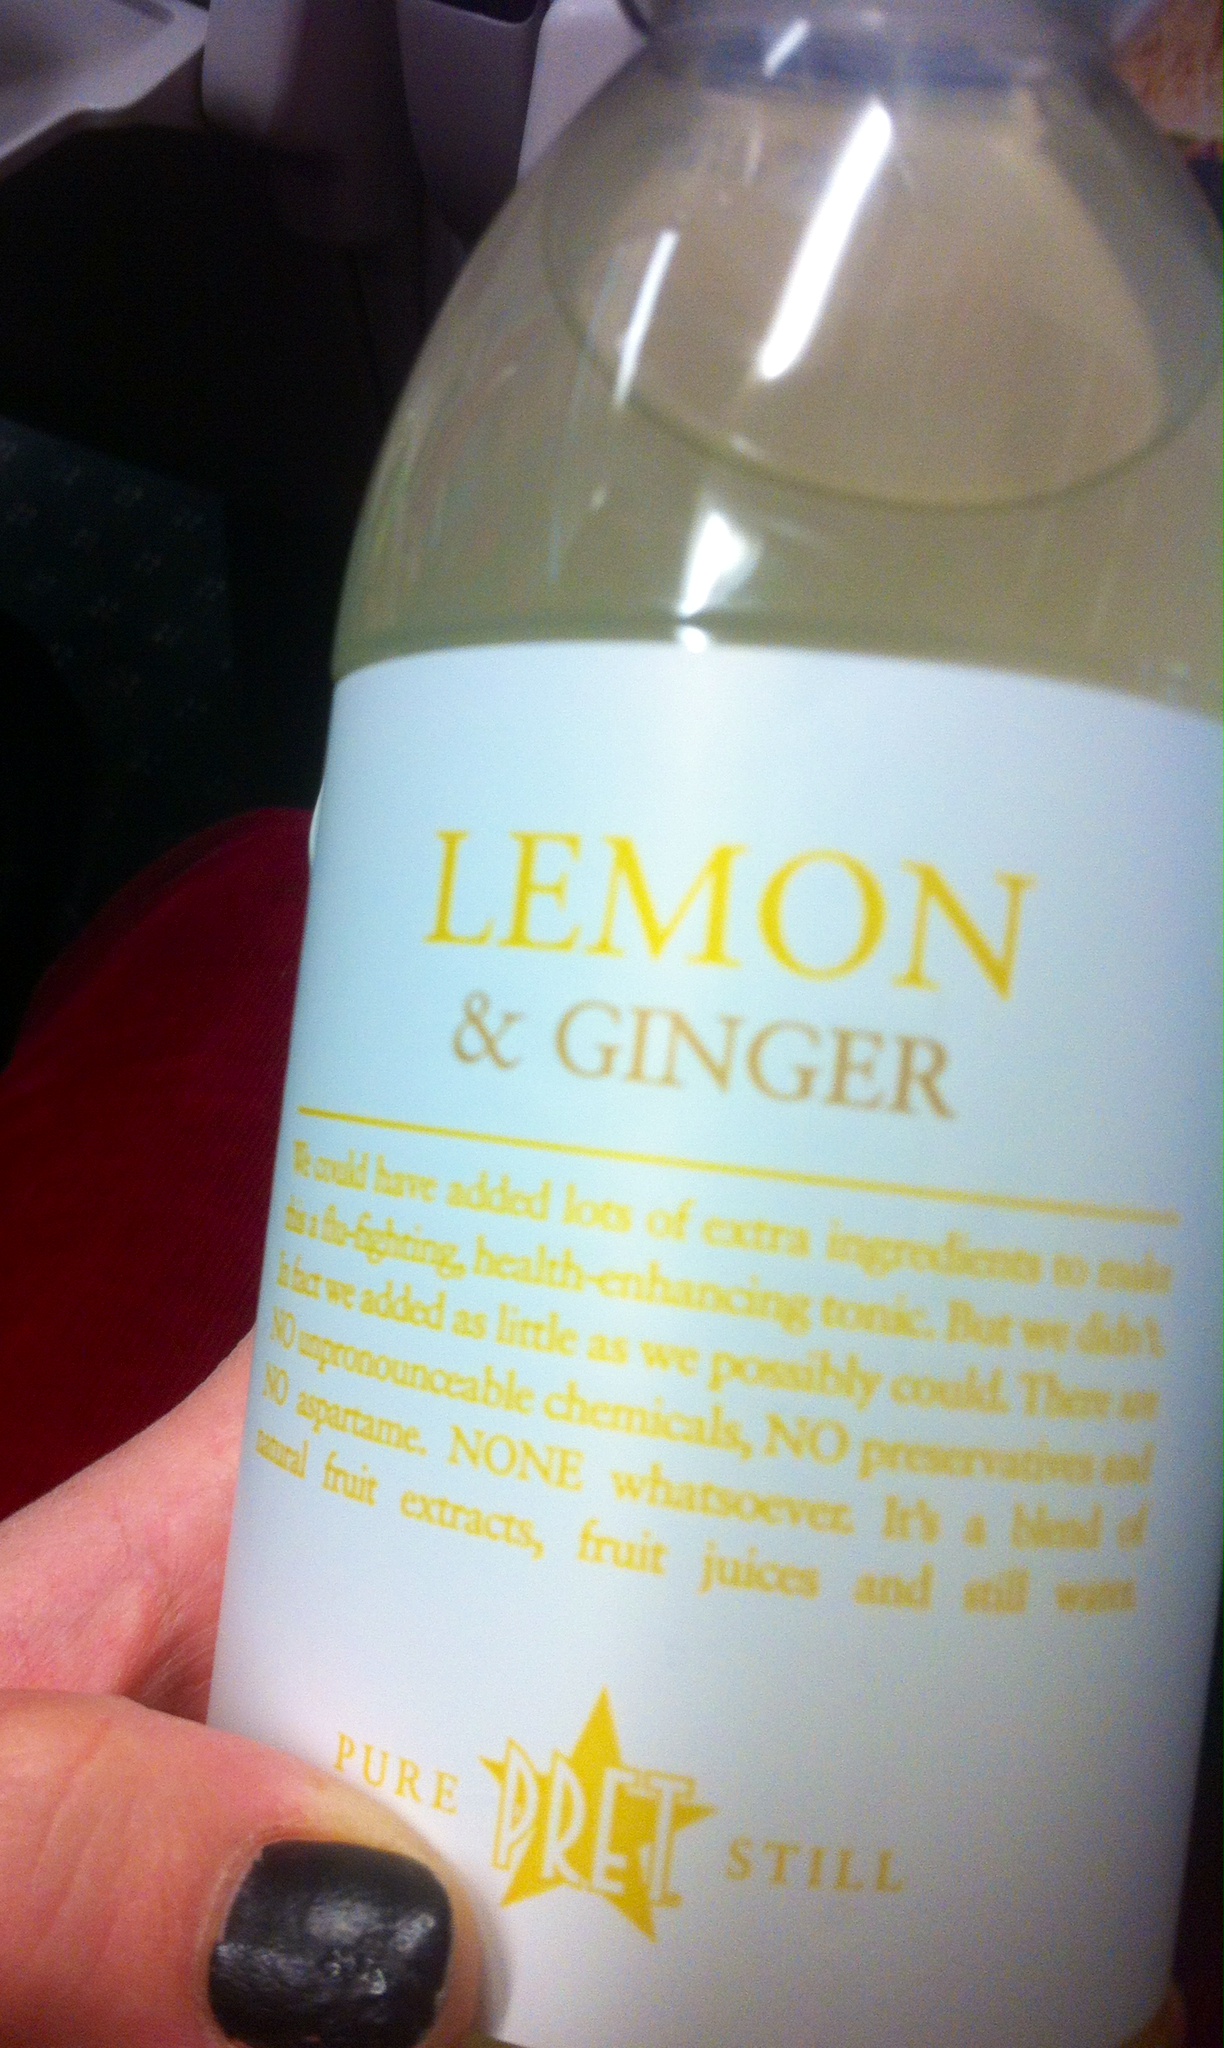 LEMON
& GINGER
We could have added lots of extra ingredients to make
this a flu-fighting, health-enhancing tonic. But we didn't.
In fact we added as little as we possibly could. There are
NO unpronounceable chemicals, NO preservatives and
NO aspartame. NONE whatsoever. It's a blend of
natural fruit extracts, fruit juices and still water.
PURE PRET STILL